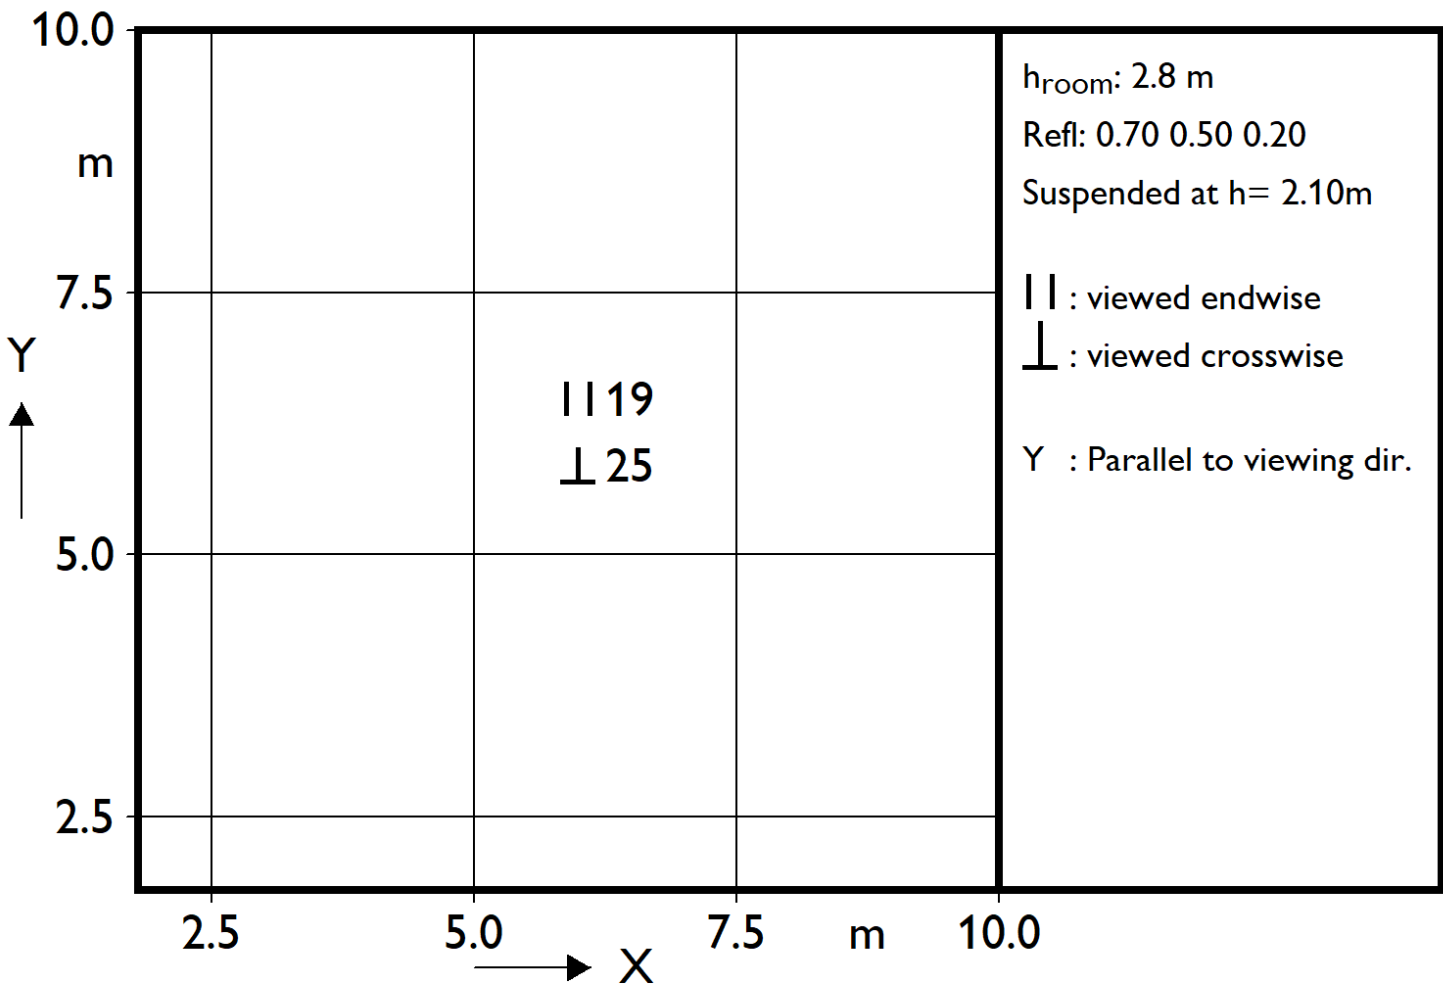 10.0
m
7.5
Y
5.0
2.5
19
25
2.5 5.0 7.5 m 10.0
X
hroom: 2.8 m
Refl: 0.70 0.50 0.20
Suspended at h= 2.10m
|| : viewed endwise
⊥ : viewed crosswise
Y : Parallel to viewing dir.